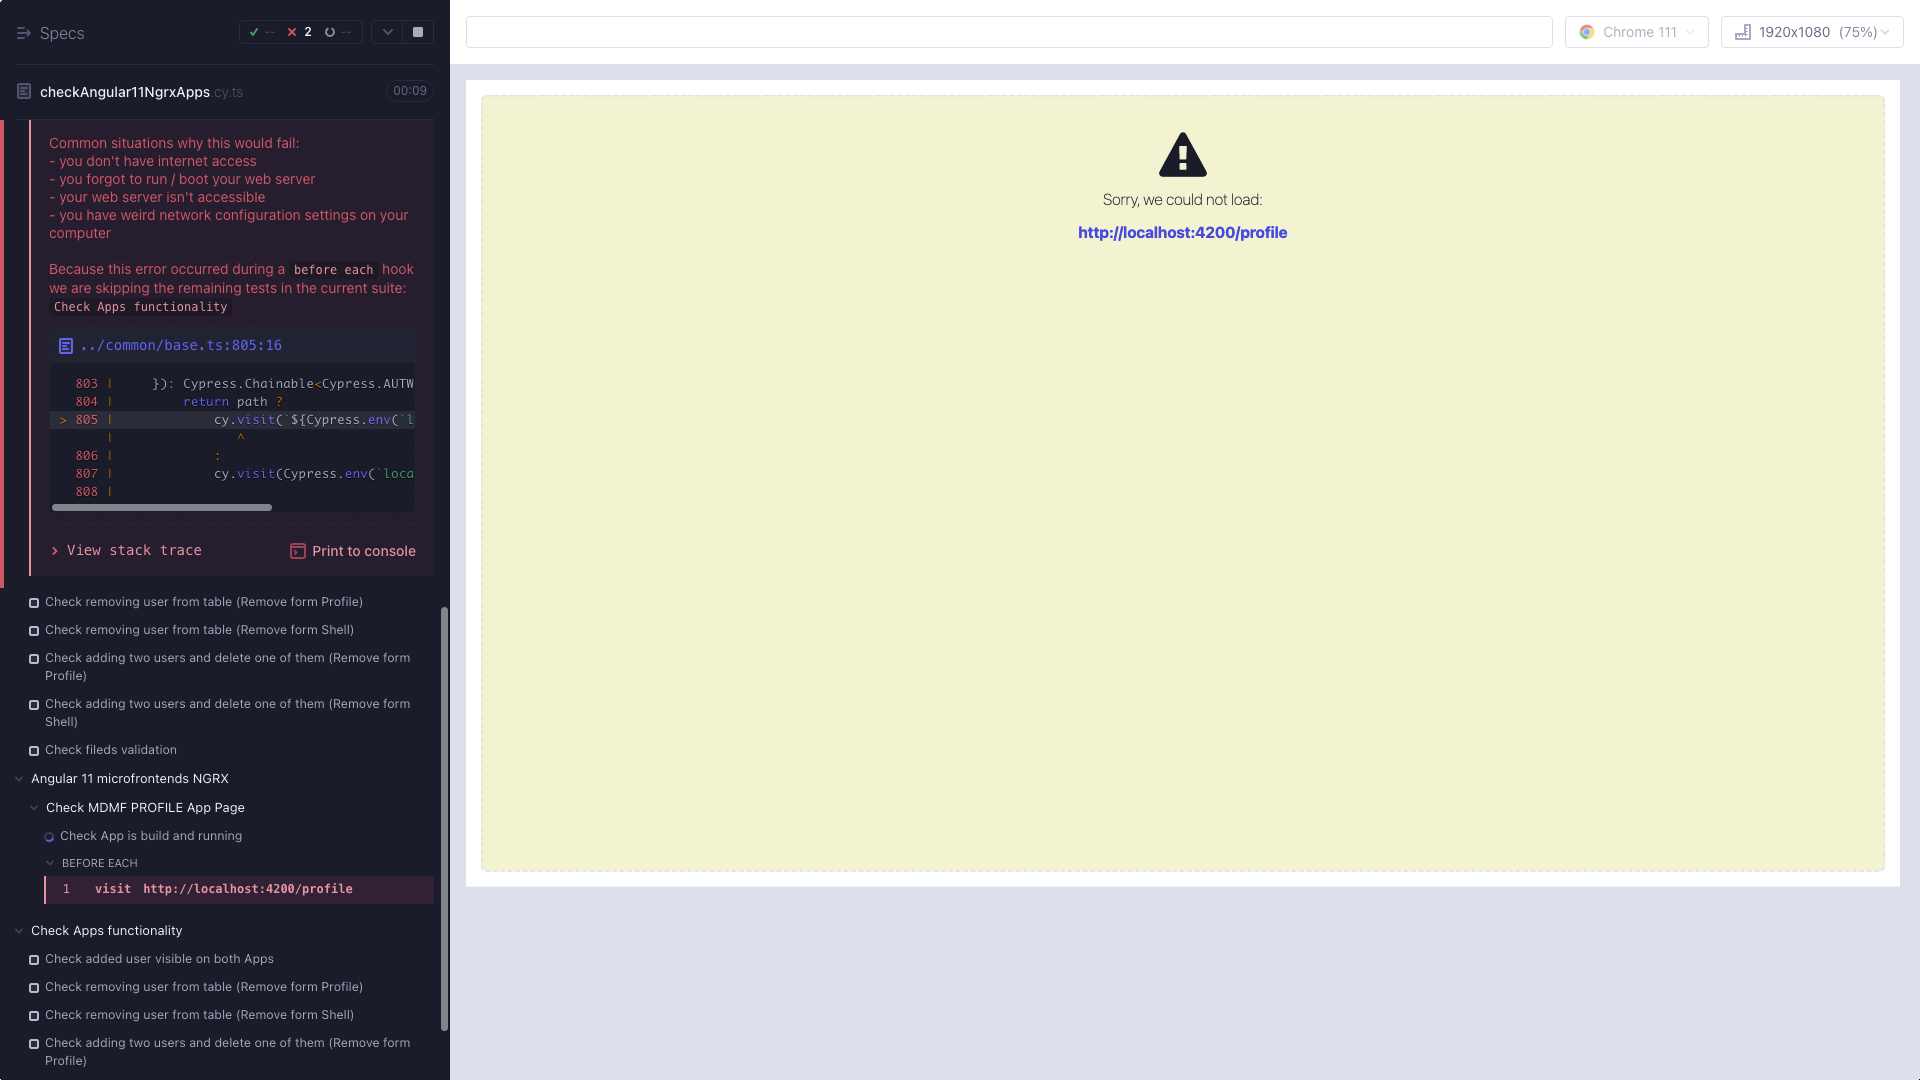 Specs
-- 2 --
checkAngular11NgrxApps.cy.ts
00:09
Common situations why this would fail:
- you don't have internet access
- you forgot to run / boot your web server
- your web server isn't accessible
- you have weird network configuration settings on your
computer
Because this error occurred during a before each hook
we are skipping the remaining tests in the current suite:
Check Apps functionality
../common/base.ts:805:16
803 | }): Cypress.Chainable<Cypress.AUTW
804 | return path ?
> 805 | cy.visit(`${Cypress.env(`l
| ^
806 | :
807 | cy.visit(Cypress.env(`loca
808 |
View stack trace
Print to console
Check removing user from table (Remove form Profile)
Check removing user from table (Remove form Shell)
Check adding two users and delete one of them (Remove form
Profile)
Check adding two users and delete one of them (Remove form
Shell)
Check fileds validation
Angular 11 microfrontends NGRX
Check MDMF PROFILE App Page
Check App is build and running
BEFORE EACH
1 visit http://localhost:4200/profile
Check Apps functionality
Check added user visible on both Apps
Check removing user from table (Remove form Profile)
Check removing user from table (Remove form Shell)
Check adding two users and delete one of them (Remove form
Profile)
Chrome 111
1920x1080 (75%)
Sorry, we could not load:
http://localhost:4200/profile